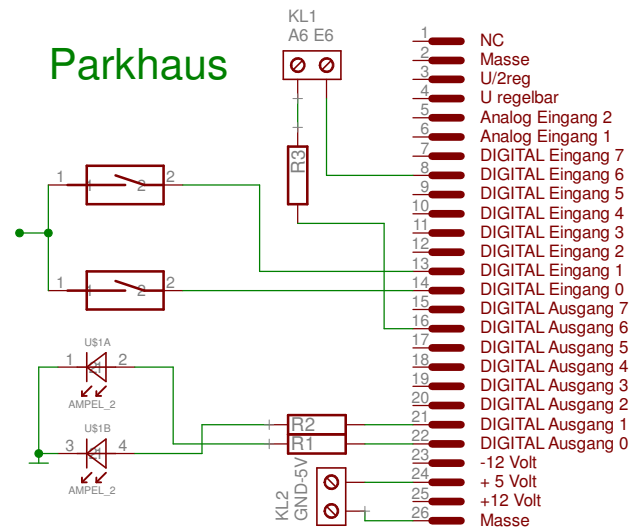 Parkhaus
KL1
A6 E6
R3
1 NC
2 Masse
3 U/2reg
4 U regelbar
5 Analog Eingang 2
6 Analog Eingang 1
7 DIGITAL Eingang 7
8 DIGITAL Eingang 6
9 DIGITAL Eingang 5
10 DIGITAL Eingang 4
11 DIGITAL Eingang 3
12 DIGITAL Eingang 2
13 DIGITAL Eingang 1
14 DIGITAL Eingang 0
15 DIGITAL Ausgang 7
16 DIGITAL Ausgang 6
17 DIGITAL Ausgang 5
18 DIGITAL Ausgang 4
19 DIGITAL Ausgang 3
20 DIGITAL Ausgang 2
21 DIGITAL Ausgang 1
22 DIGITAL Ausgang 0
23 -12 Volt
24 + 5 Volt
25 +12 Volt
26 Masse
1 1 2 2
1 1 2 2
U$1A
1 2
AMPEL_2
U$1B
3 4
AMPEL_2
R2
R1
KL2
GND-5V